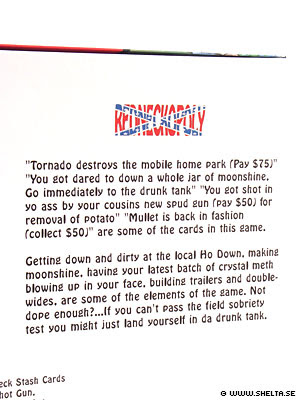 REDNECKOPOLY
"Tornado destroys the mobile home park (Pay $75)"
"You got dared to down a whole jar of moonshine,
Go immediately to the drunk tank" "You got shot in
yo ass by your cousins new spud gun (pay $50) for
removal of potato" "Mullet is back in fashion
(collect $50)" are some of the cards in this game.
Getting down and dirty at the local Ho Down, making
moonshine, having your latest batch of crystal meth
blowing up in your face, building trailers and double-
wides, are some of the elements of the game. Not
dope enough?...If you can't pass the field sobriety
test you might just land yourself in da drunk tank.
eck Stash Cards
hot Gun,
© WWW.SHELTA.SE